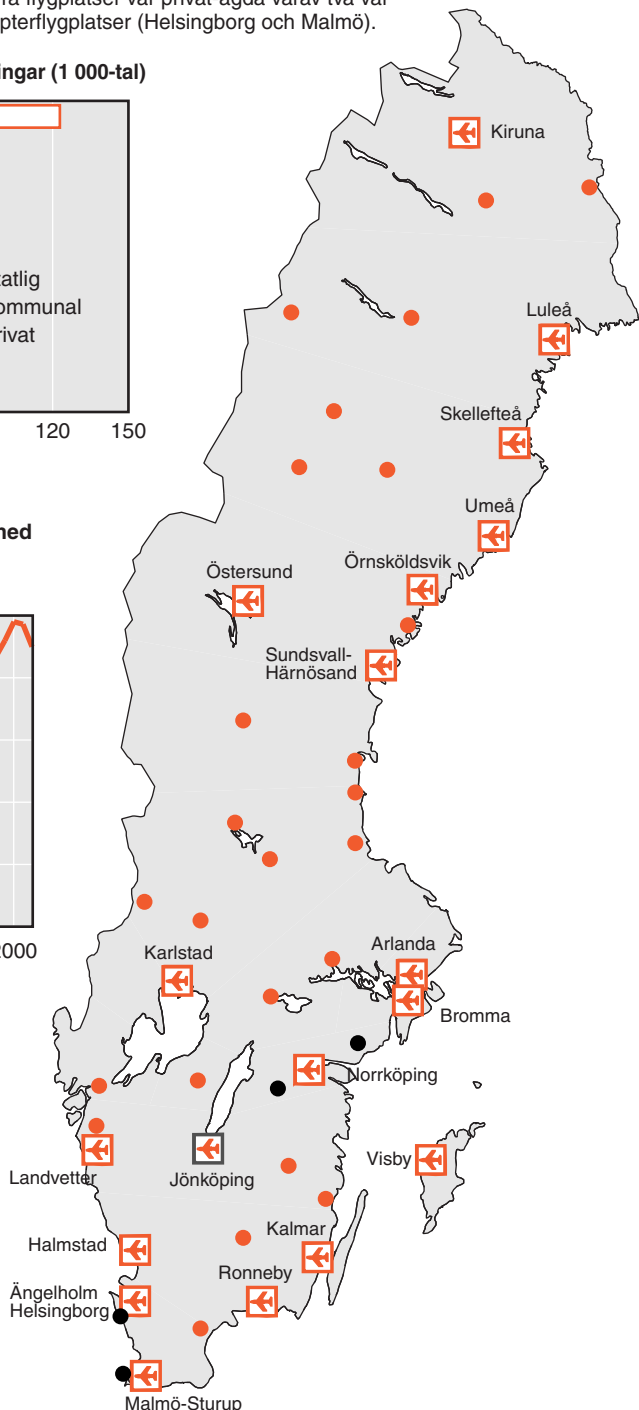 flygplatser var privat-ägda varav två var
pterflygplatser (Helsingborg och Malmö).
ingar (1 000-tal)
tatlig
ommunal
rivat
120 150
ned
2000
Kiruna
Luleå
Skellefteå
Umeå
Örnsköldsvik
Östersund
Sundsvall-
Härnösand
Karlstad
Arlanda
Bromma
Norrköping
Landvetter
Jönköping
Visby
Kalmar
Halmstad
Ronneby
Ängelholm
Helsingborg
Malmö-Sturup